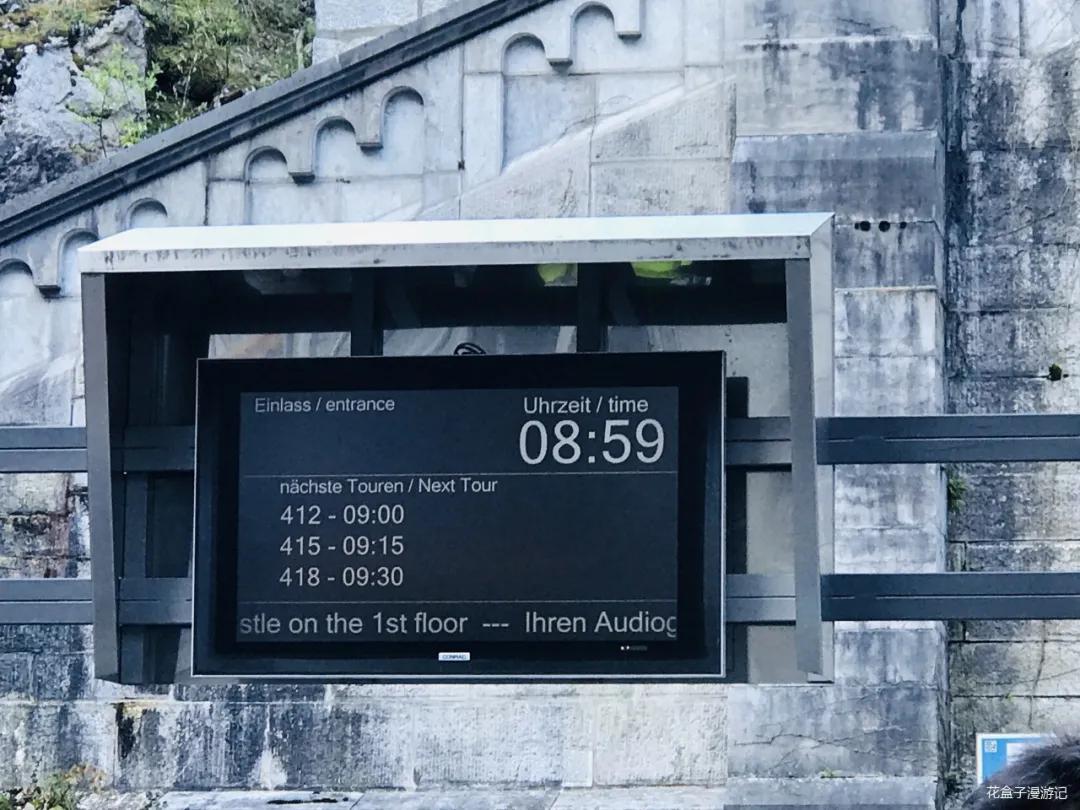 Einlass / entrance
Uhrzeit / time
08:59
nächste Touren / Next Tour
412 - 09:00
415 - 09:15
418 - 09:30
stle on the 1st floor --- Ihren Audiog
CONRAC
花盒子漫游记